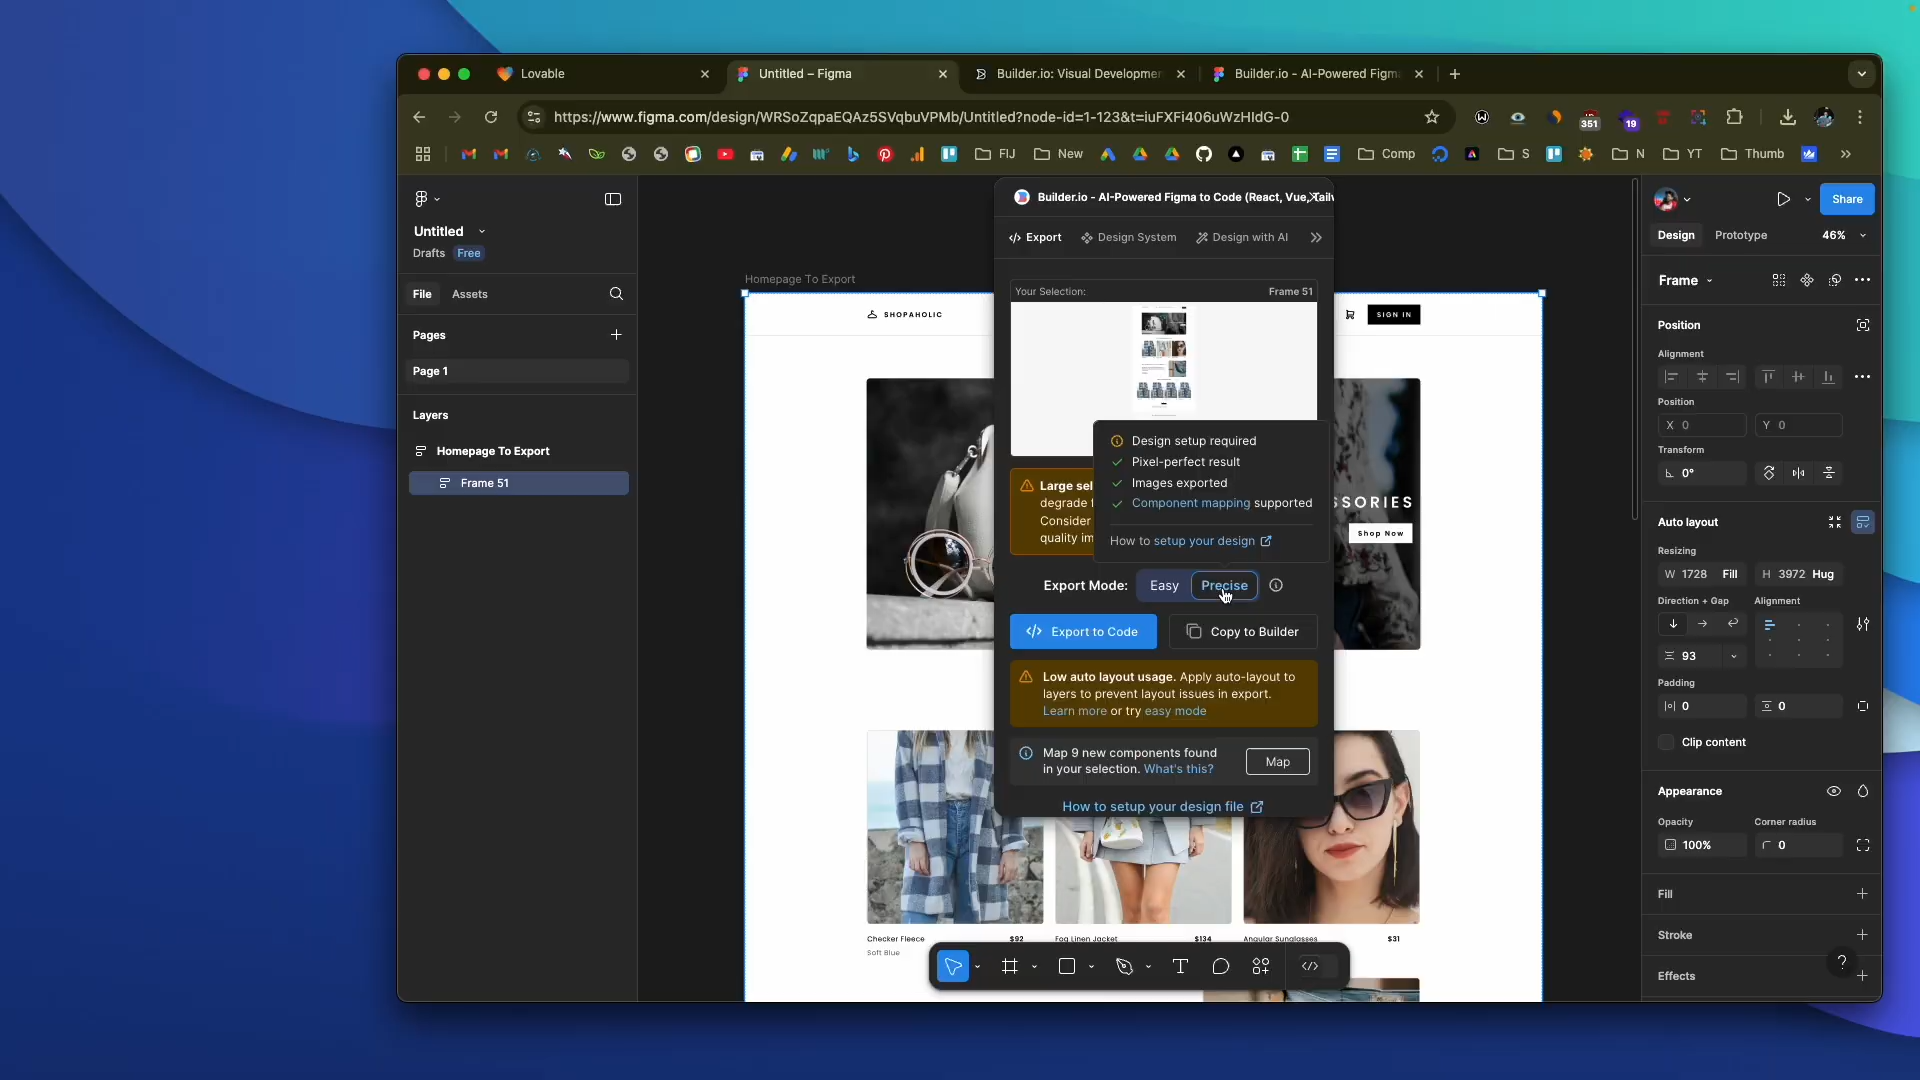 Lovable
Untitled – Figma
Builder.io: Visual Developmen
Builder.io - AI-Powered Figm
https://www.figma.com/design/WRSoZqpaEQAz5SVqbuVPMb/Untitled?node-id=1-123&t=iuFXFi406uWzHIdG-0
351
19
FIJ
New
Comp
S
N
YT
Thumb
Untitled
Drafts
Free
File
Assets
Pages
Page 1
Layers
Homepage To Export
Frame 51
Homepage To Export
SHOPAHOLIC
SIGN IN
SSORIES
Shop Now
Checker Fleece
$92
Soft Blue
Fog Linen Jacket
$134
Angular Sunglasses
$31
Builder.io - AI-Powered Figma to Code (React, Vue, Tailw
Export
Design System
Design with AI
Your Selection:
Frame 51
Design setup required
Pixel-perfect result
Images exported
Component mapping supported
How to setup your design
Large sel
degrade
Consider
quality im
Export Mode:
Easy
Precise
Export to Code
Copy to Builder
Low auto layout usage. Apply auto-layout to
layers to prevent layout issues in export.
Learn more or try easy mode
Map 9 new components found
in your selection. What's this?
Map
How to setup your design file
Share
Design
Prototype
46%
Frame
Position
Alignment
Position
X 0
Y 0
Transform
0°
Auto layout
Resizing
W 1728 Fill
H 3972 Hug
Direction + Gap
Alignment
93
Padding
0
0
Clip content
Appearance
Opacity
Corner radius
100%
0
Fill
Stroke
Effects
?